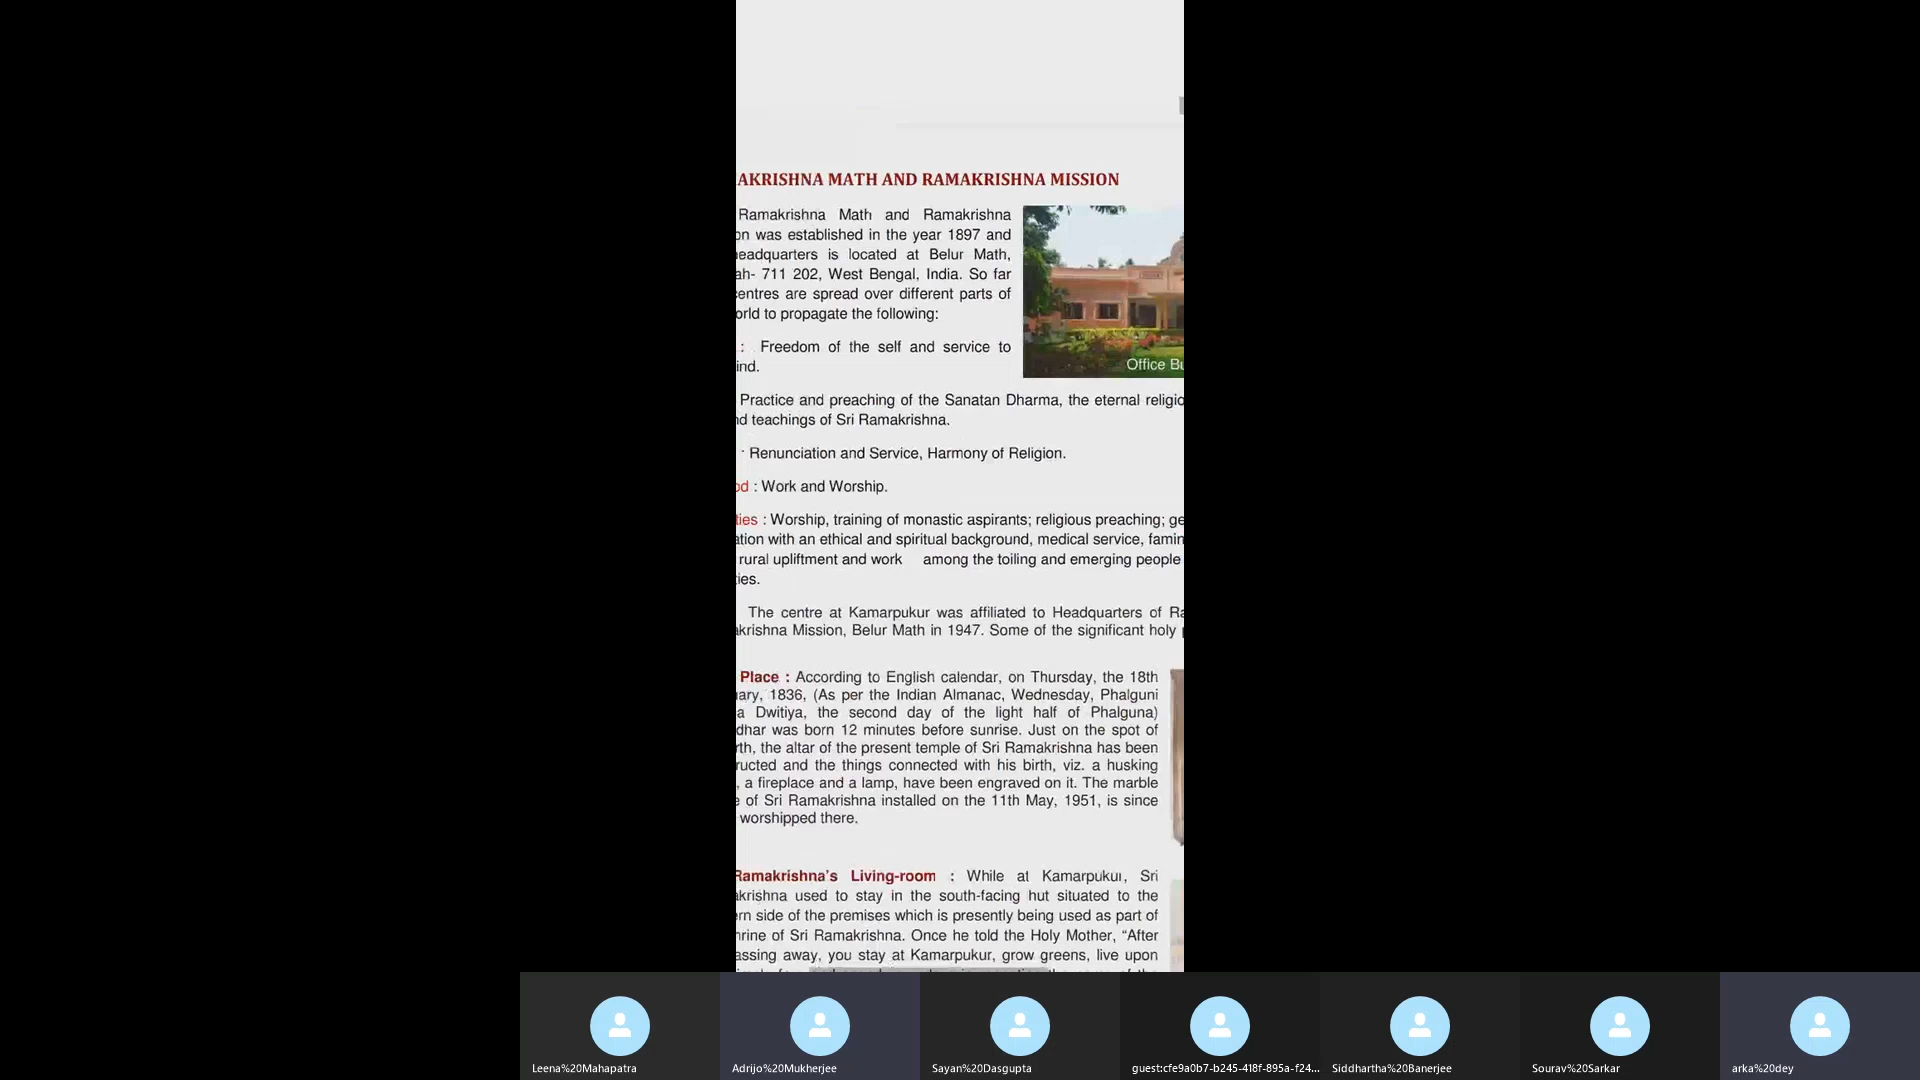 AKRISHNA MATH AND RAMAKRISHNA MISSION
Ramakrishna Math and Ramakrishna
on was established in the year 1897 and
eadquarters is located at Belur Math,
ah- 711 202, West Bengal, India. So far
centres are spread over different parts of
orld to propagate the following:
: Freedom of the self and service to
ind.
Office Bu
Practice and preaching of the Sanatan Dharma, the eternal religio
nd teachings of Sri Ramakrishna.
: Renunciation and Service, Harmony of Religion.
od : Work and Worship.
ties : Worship, training of monastic aspirants; religious preaching; ge
ation with an ethical and spiritual background, medical service, famin
rural upliftment and work among the toiling and emerging people
ties.
The centre at Kamarpukur was affiliated to Headquarters of Ra
akrishna Mission, Belur Math in 1947. Some of the significant holy p
Place : According to English calendar, on Thursday, the 18th
uary, 1836, (As per the Indian Almanac, Wednesday, Phalguni
a Dwitiya, the second day of the light half of Phalguna)
dhar was born 12 minutes before sunrise. Just on the spot of
rth, the altar of the present temple of Sri Ramakrishna has been
ructed and the things connected with his birth, viz. a husking
, a fireplace and a lamp, have been engraved on it. The marble
e of Sri Ramakrishna installed on the 11th May, 1951, is since
worshipped there.
Ramakrishna's Living-room : While at Kamarpukur, Sri
akrishna used to stay in the south-facing hut situated to the
ern side of the premises which is presently being used as part of
hrine of Sri Ramakrishna. Once he told the Holy Mother, “After
assing away, you stay at Kamarpukur, grow greens, live upon
Leena%20Mahapatra
Adrijo%20Mukherjee
Sayan%20Dasgupta
guest:cfe9a0b7-b245-418f-895a-f24...
Siddhartha%20Banerjee
Sourav%20Sarkar
arka%20dey